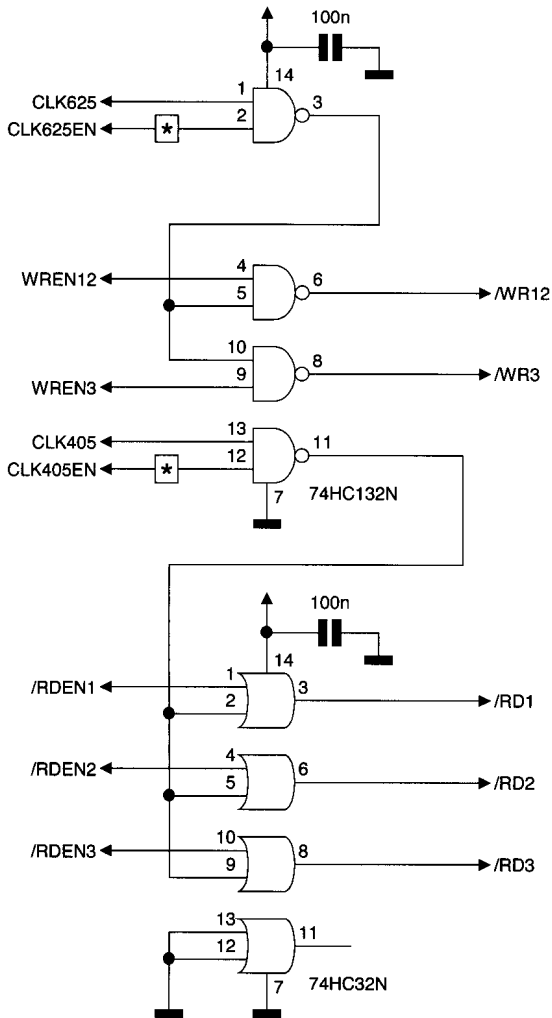 100n
14
1
CLK625
3
2
CLK625EN
*
4
WREN12
6
5
/WR12
10
8
9
/WR3
WREN3
13
CLK405
11
12
CLK405EN
*
7
74HC132N
100n
14
1
/RDEN1
3
2
/RD1
4
/RDEN2
6
5
/RD2
10
/RDEN3
8
9
/RD3
13
11
12
7
74HC32N